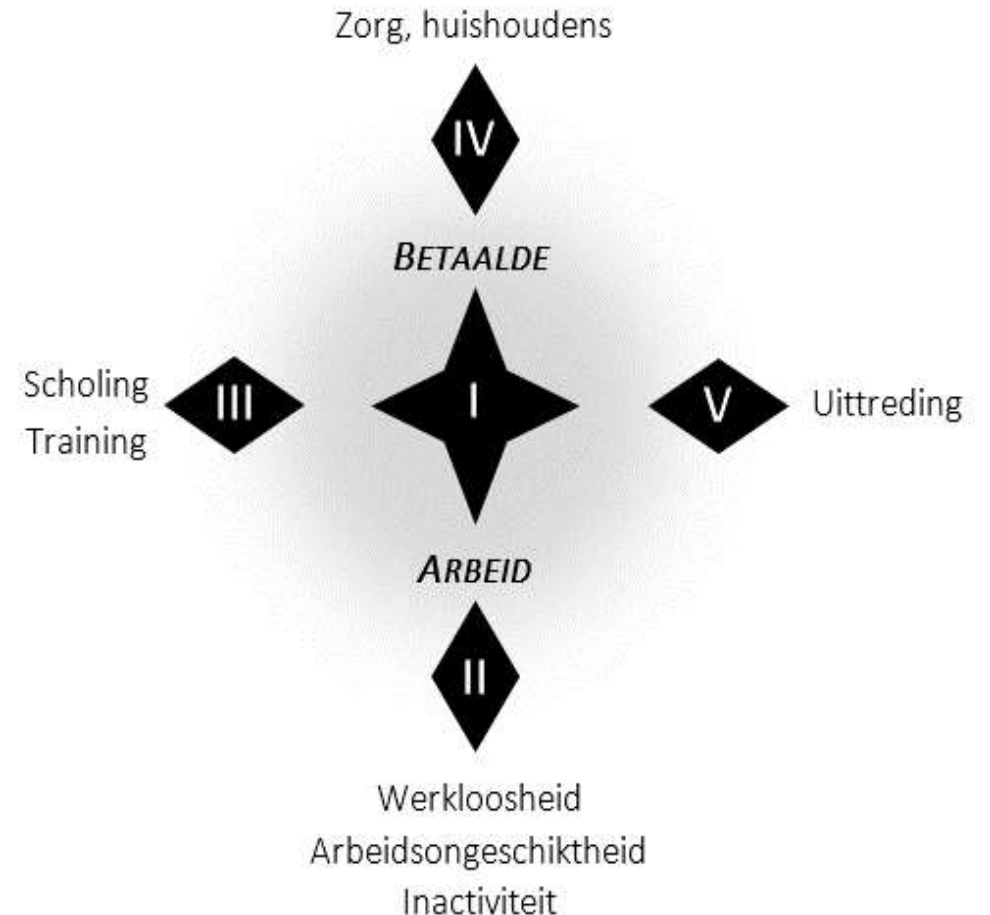 Zorg, huishoudens
IV
BETAALDE
Scholing
Training
III
I
V
Uittreding
ARBEID
II
Werkloosheid
Arbeidsongeschiktheid
Inactiviteit